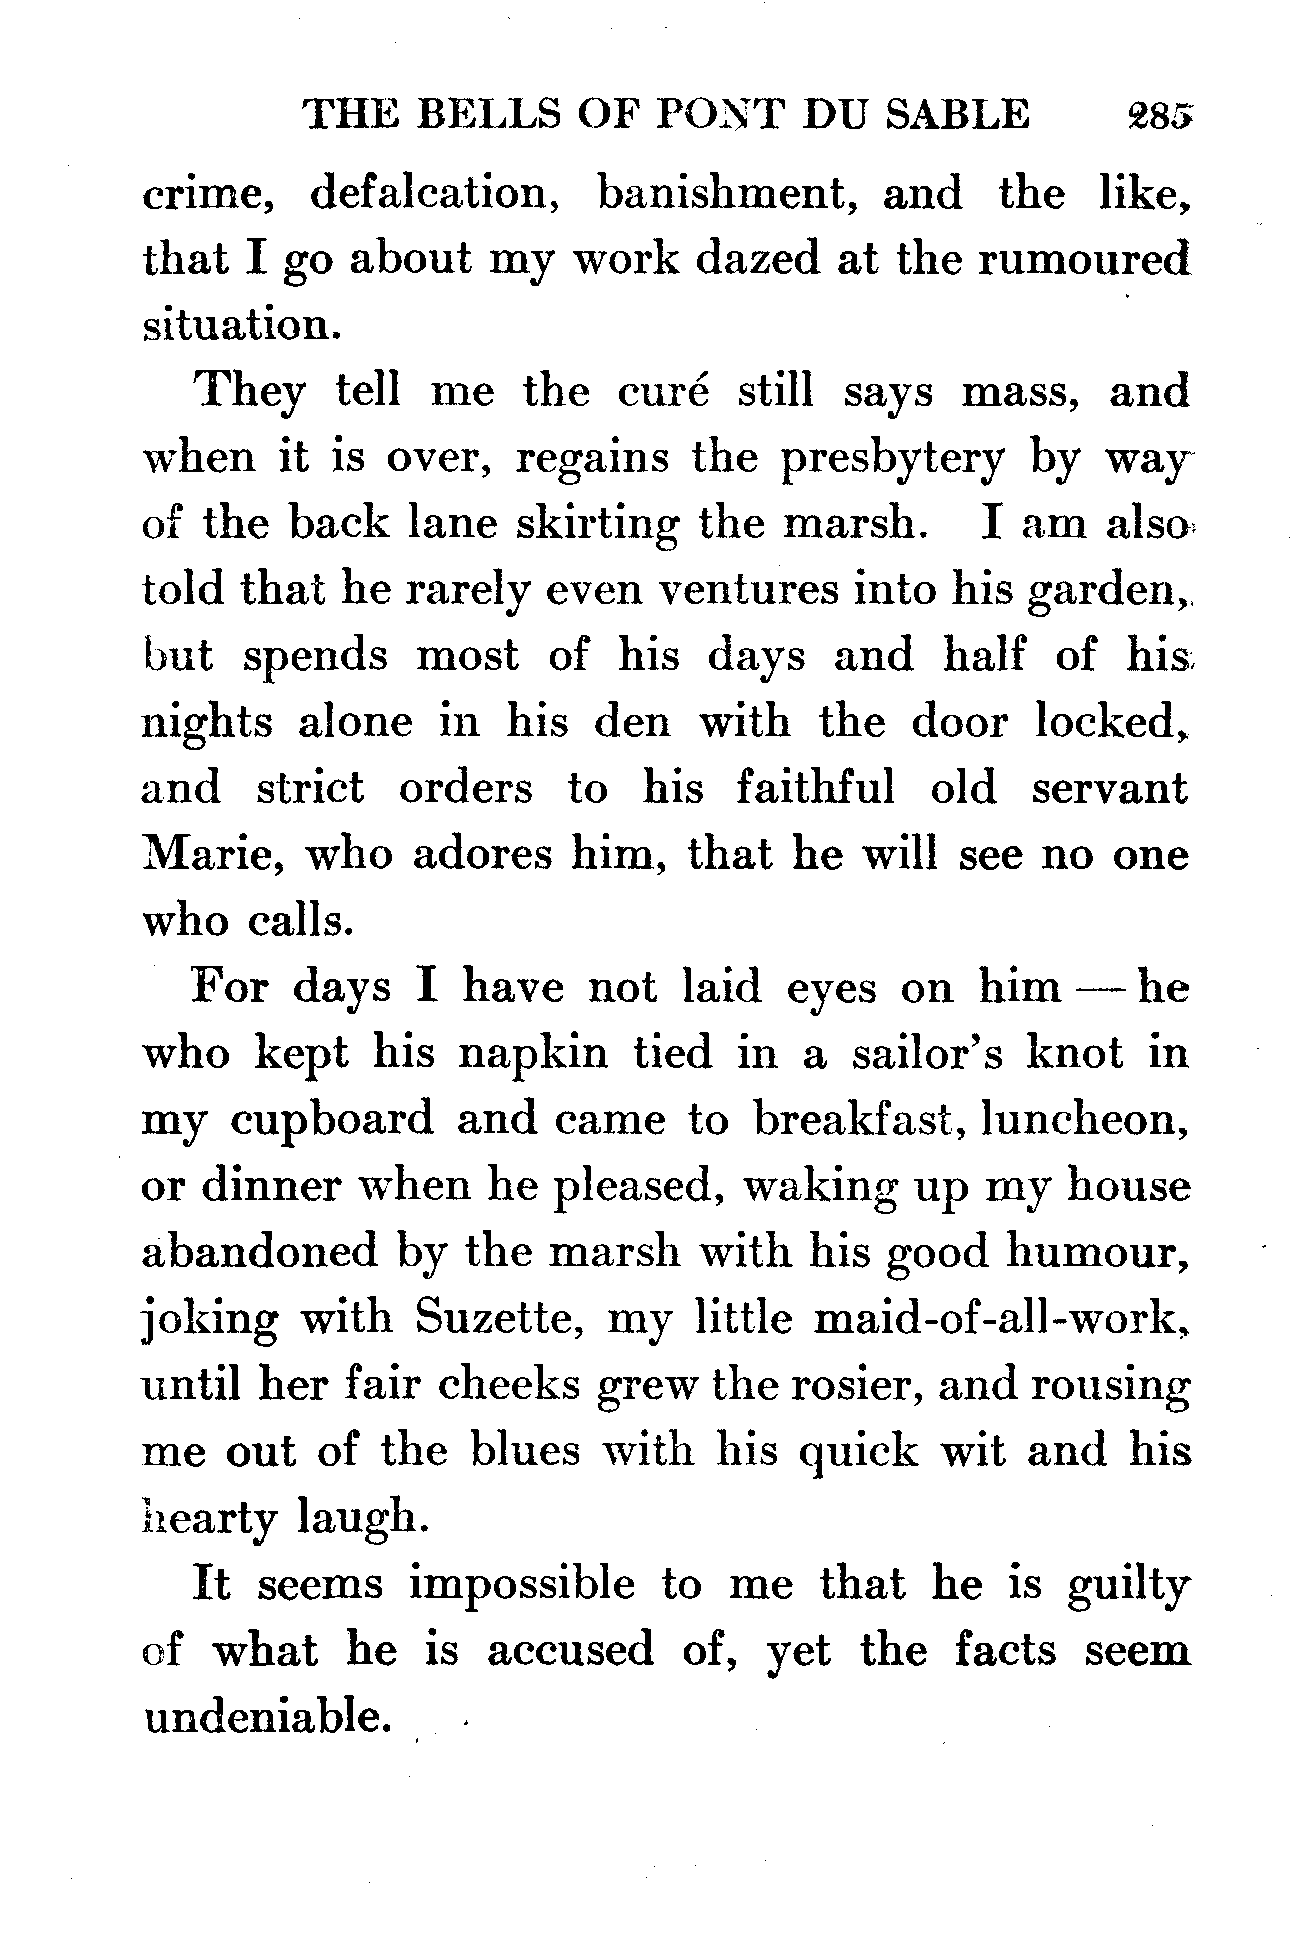 THE BELLS OF PONT DU SABLE 285
crime, defalcation, banishment, and the like,
that I go about my work dazed at the rumoured
situation.
They tell me the curé still says mass, and
when it is over, regains the presbytery by way
of the back lane skirting the marsh. I am also
told that he rarely even ventures into his garden,
but spends most of his days and half of his
nights alone in his den with the door locked,
and strict orders to his faithful old servant
Marie, who adores him, that he will see no one
who calls.
For days I have not laid eyes on him — he
who kept his napkin tied in a sailor's knot in
my cupboard and came to breakfast, luncheon,
or dinner when he pleased, waking up my house
abandoned by the marsh with his good humour,
joking with Suzette, my little maid-of-all-work,
until her fair cheeks grew the rosier, and rousing
me out of the blues with his quick wit and his
hearty laugh.
It seems impossible to me that he is guilty
of what he is accused of, yet the facts seem
undeniable.